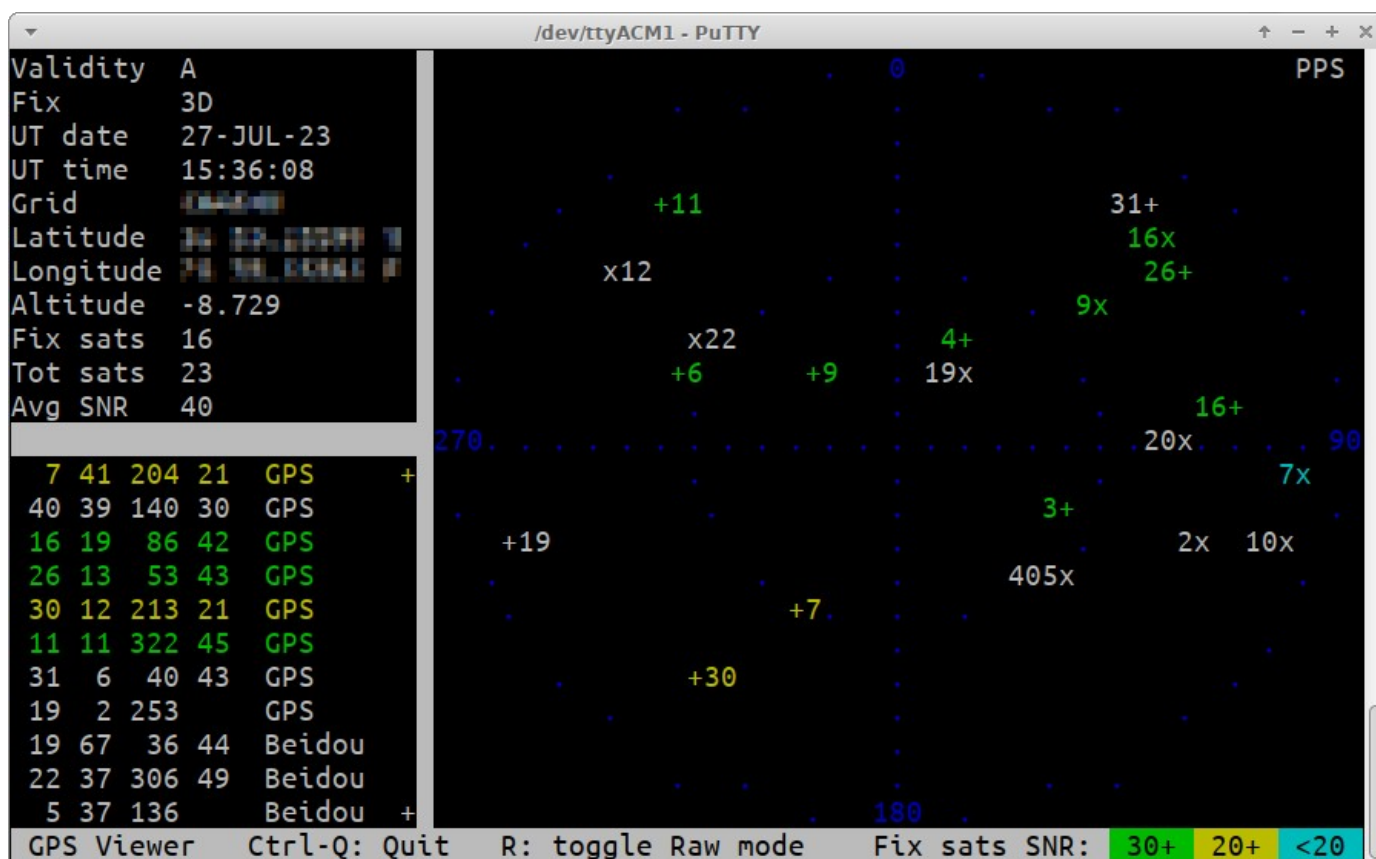 /dev/ttyACM1 - PuTTY
Validity A
Fix 3D
UT date 27-JUL-23
UT time 15:36:08
Grid
Latitude
Longitude
Altitude -8.729
Fix sats 16
Tot sats 23
Avg SNR 40
7 41 204 21 GPS +
40 39 140 30 GPS
16 19 86 42 GPS
26 13 53 43 GPS
30 12 213 21 GPS
11 11 322 45 GPS
31 6 40 43 GPS
19 2 253 GPS
19 67 36 44 Beidou
22 37 306 49 Beidou
5 37 136 Beidou +
0 PPS
+11 31+
16x
x12 26+
9x
x22 4+
+6 +9 19x
16+
270 20x 90
7x
3+
+19 2x 10x
405x
+7
+30
180
GPS Viewer Ctrl-Q: Quit R: toggle Raw mode Fix sats SNR: 30+ 20+ <20